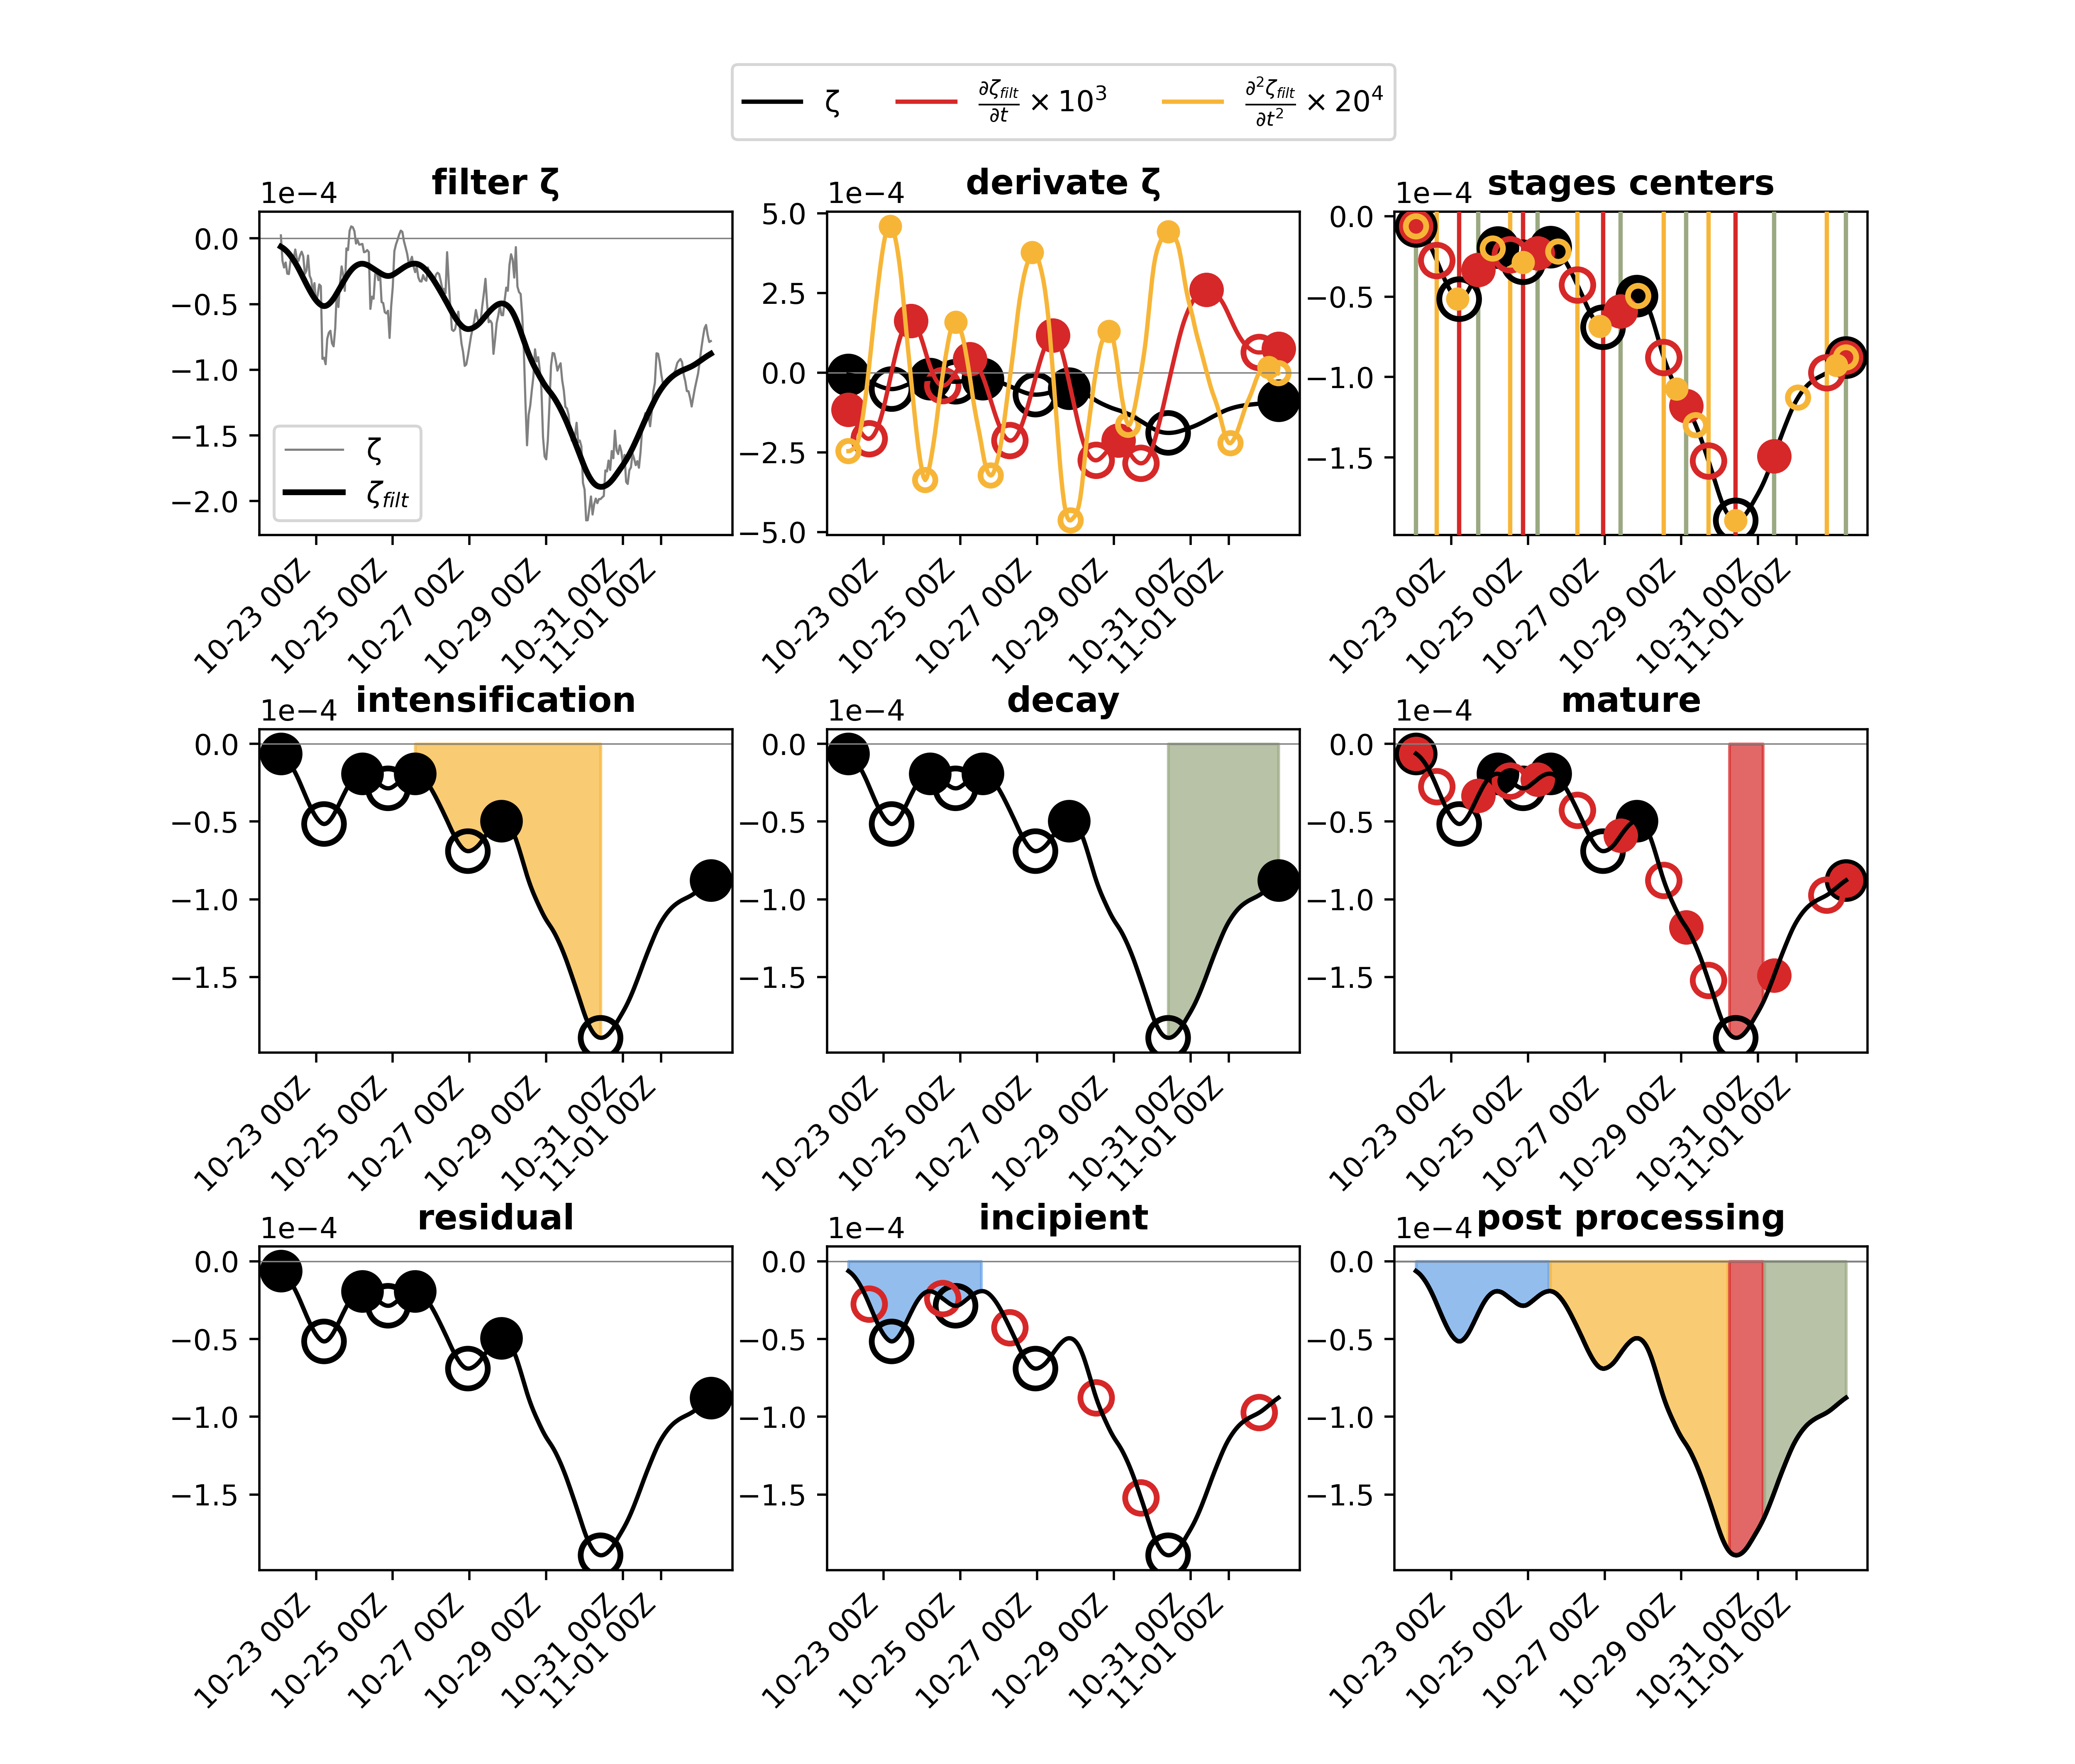 ζ ∂ζfilt/∂t × 10³ ∂²ζfilt/∂t² × 20⁴
filter ζ derivate ζ stages centers
1e−4 1e−4 1e−4
0.0
−0.5
−1.0
−1.5
−2.0
ζ
ζfilt
10-23 00Z 10-25 00Z 10-27 00Z 10-29 00Z 10-31 00Z 11-01 00Z
5.0
2.5
0.0
−2.5
−5.0
10-23 00Z 10-25 00Z 10-27 00Z 10-29 00Z 10-31 00Z 11-01 00Z
0.0
−0.5
−1.0
−1.5
10-23 00Z 10-25 00Z 10-27 00Z 10-29 00Z 10-31 00Z 11-01 00Z
intensification decay mature
1e−4 1e−4 1e−4
0.0
−0.5
−1.0
−1.5
10-23 00Z 10-25 00Z 10-27 00Z 10-29 00Z 10-31 00Z 11-01 00Z
0.0
−0.5
−1.0
−1.5
10-23 00Z 10-25 00Z 10-27 00Z 10-29 00Z 10-31 00Z 11-01 00Z
0.0
−0.5
−1.0
−1.5
10-23 00Z 10-25 00Z 10-27 00Z 10-29 00Z 10-31 00Z 11-01 00Z
residual incipient post processing
1e−4 1e−4 1e−4
0.0
−0.5
−1.0
−1.5
10-23 00Z 10-25 00Z 10-27 00Z 10-29 00Z 10-31 00Z 11-01 00Z
0.0
−0.5
−1.0
−1.5
10-23 00Z 10-25 00Z 10-27 00Z 10-29 00Z 10-31 00Z 11-01 00Z
0.0
−0.5
−1.0
−1.5
10-23 00Z 10-25 00Z 10-27 00Z 10-29 00Z 10-31 00Z 11-01 00Z